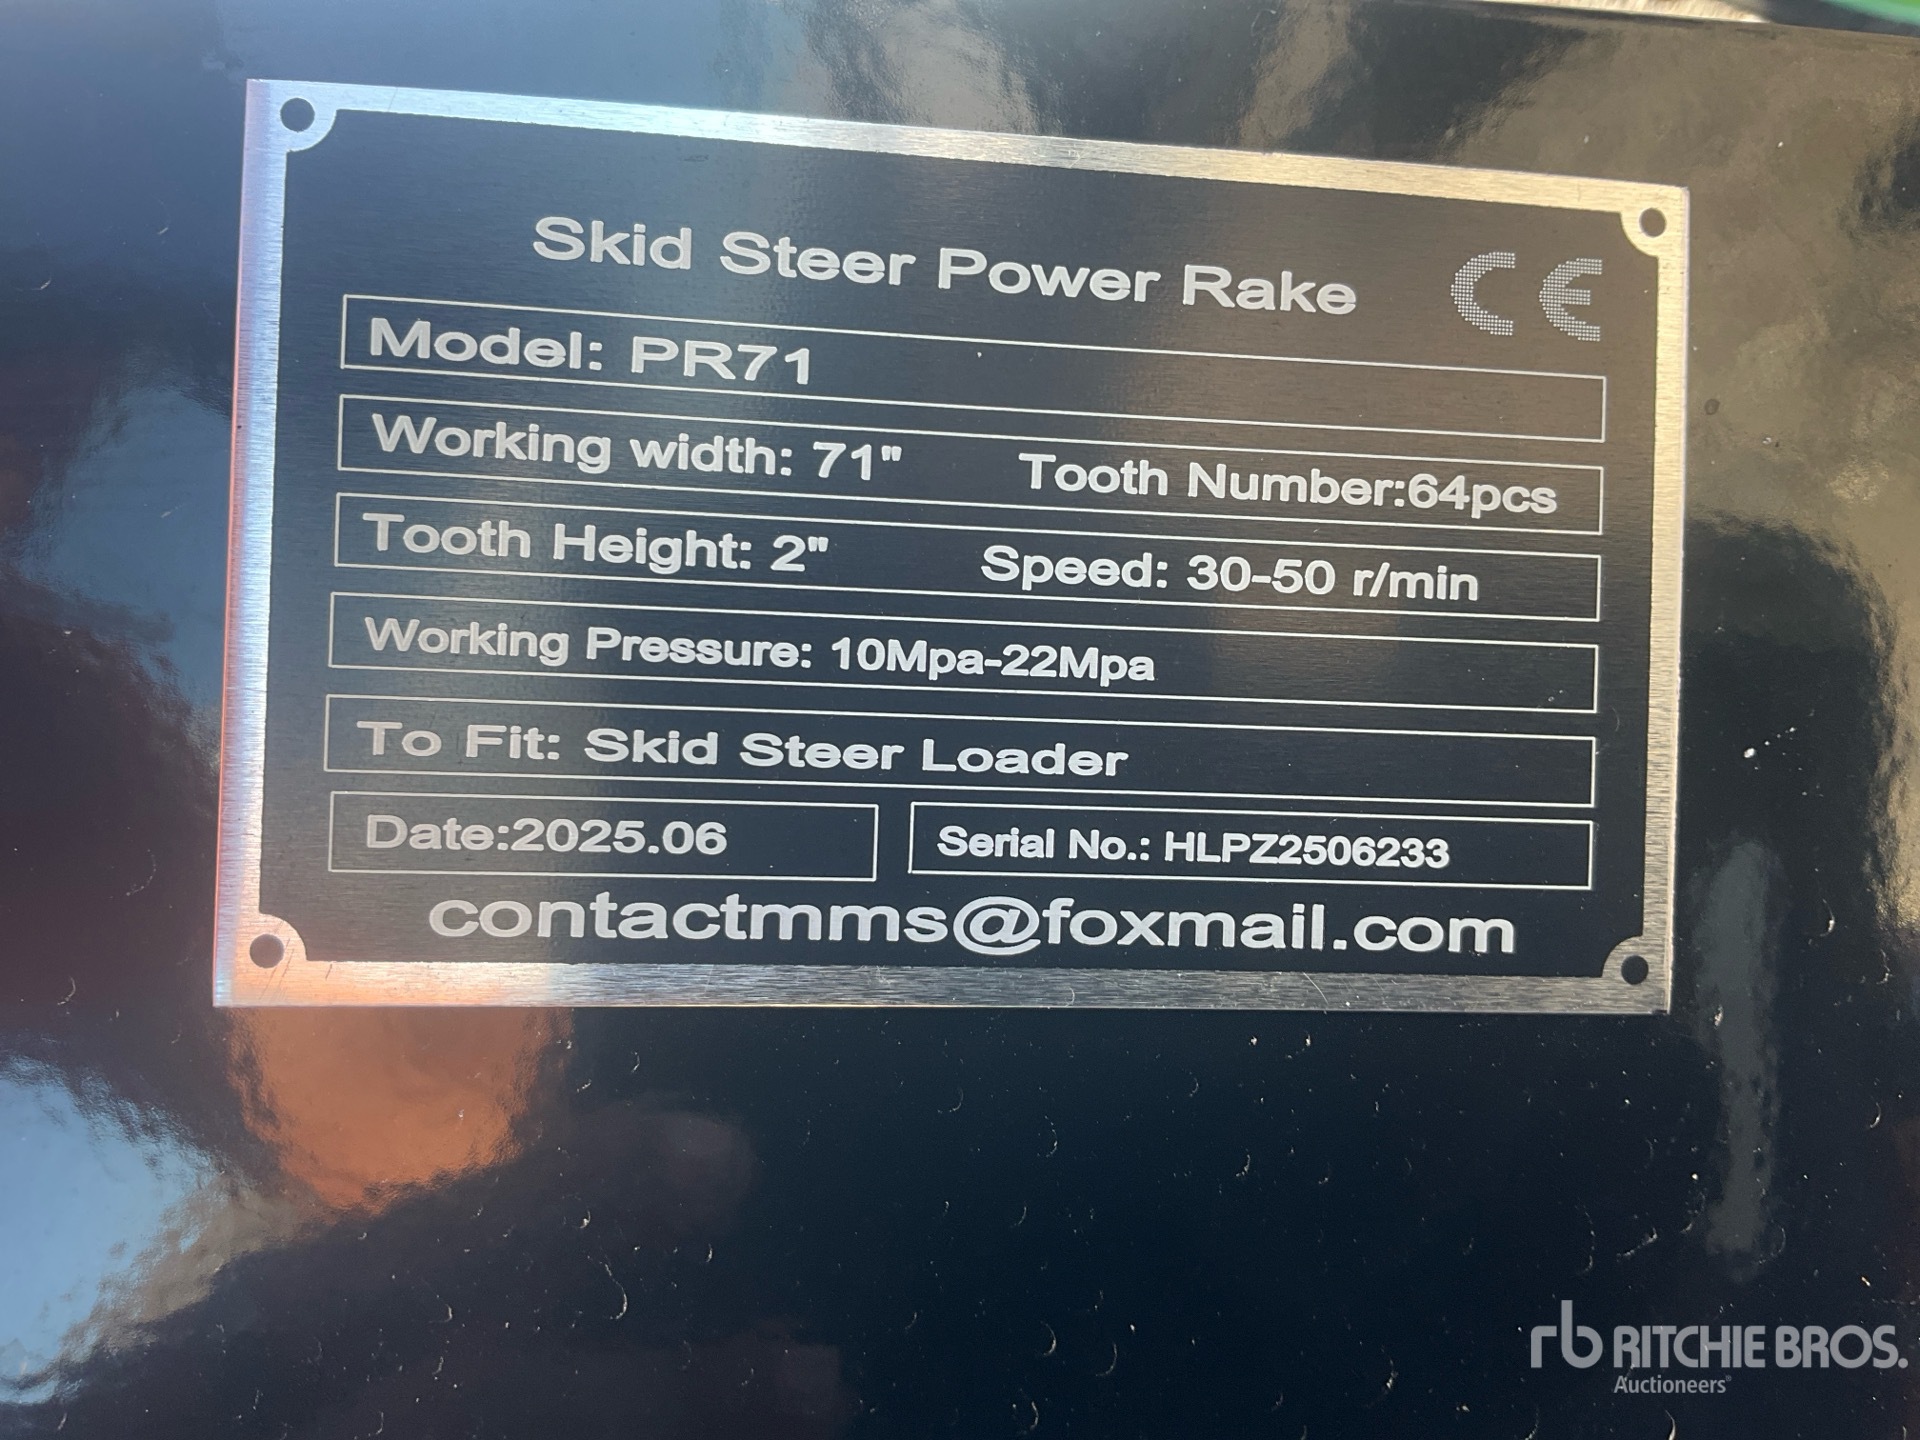 Skid Steer Power Rake CE
Model: PR71
Working width: 71" Tooth Number:64pcs
Tooth Height: 2" Speed: 30-50 r/min
Working Pressure: 10Mpa-22Mpa
To Fit: Skid Steer Loader
Date:2025.06 Serial No.: HLPZ2506233
contactmms@foxmail.com
rb RITCHIE BROS.
Auctioneers®